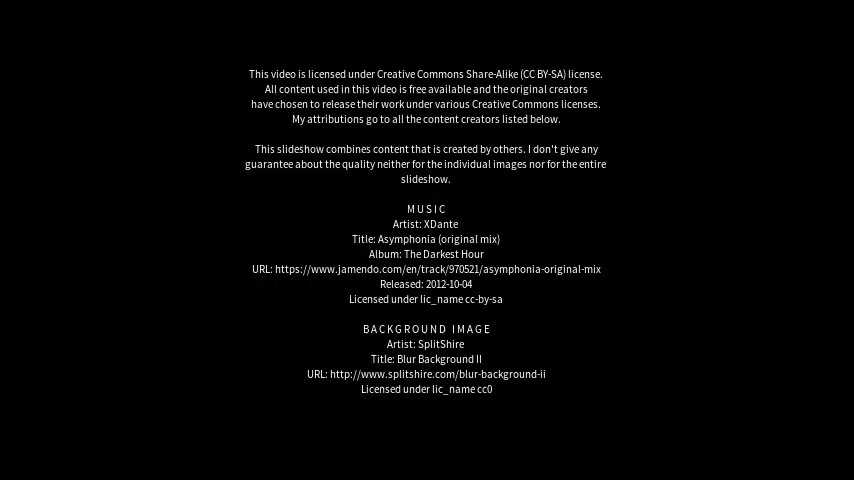 This video is licensed under Creative Commons Share-Alike (CC BY-SA) license.
All content used in this video is free available and the original creators
have chosen to release their work under various Creative Commons licenses.
My attributions go to all the content creators listed below.
This slideshow combines content that is created by others. I don't give any
guarantee about the quality neither for the individual images nor for the entire
slideshow.
MUSIC
Artist: XDante
Title: Asymphonia (original mix)
Album: The Darkest Hour
URL: https://www.jamendo.com/en/track/970521/asymphonia-original-mix
Released: 2012-10-04
Licensed under lic_name cc-by-sa
BACKGROUND IMAGE
Artist: SplitShire
Title: Blur Background II
URL: http://www.splitshire.com/blur-background-ii
Licensed under lic_name cc0